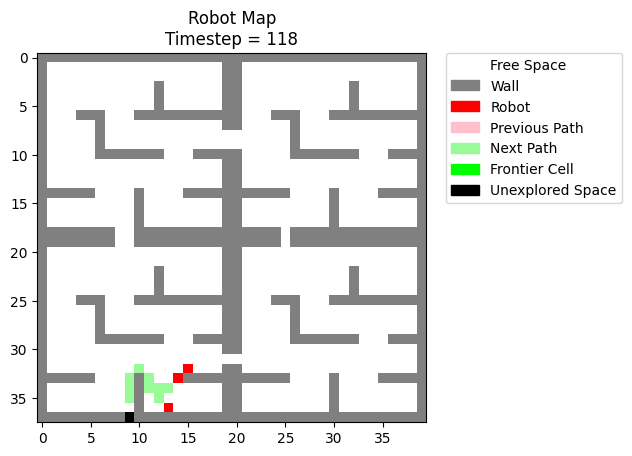 Robot Map
Timestep = 118
Free Space
Wall
Robot
Previous Path
Next Path
Frontier Cell
Unexplored Space
0
5
10
15
20
25
30
35
0 5 10 15 20 25 30 35